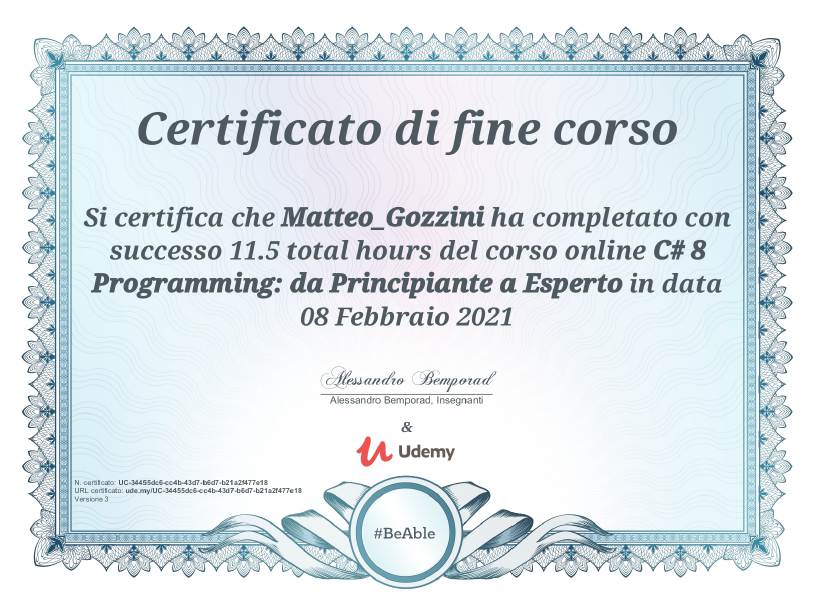 Certificato di fine corso
Si certifica che Matteo_Gozzini ha completato con
successo 11.5 total hours del corso online C# 8
Programming: da Principiante a Esperto in data
08 Febbraio 2021
Alessandro Bemporad
Alessandro Bemporad, Insegnanti
&
Udemy
N. certificato: UC-34455dc6-cc4b-43d7-b6d7-b21a2f477e18
URL certificato: ude.my/UC-34455dc6-cc4b-43d7-b6d7-b21a2f477e18
Versione 3
#BeAble